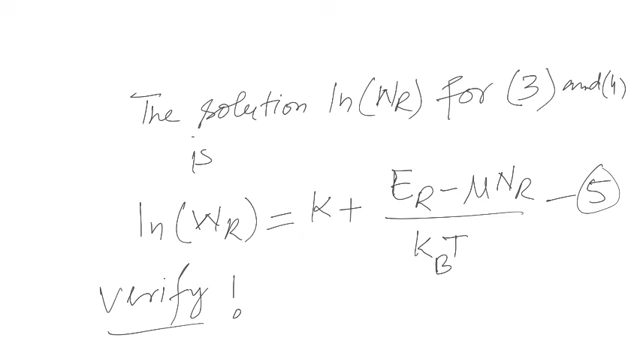 The solution ln(WR) for (3) and (4)
is
ln(WR) = K + ER - μNR / kBT - 5
verify !